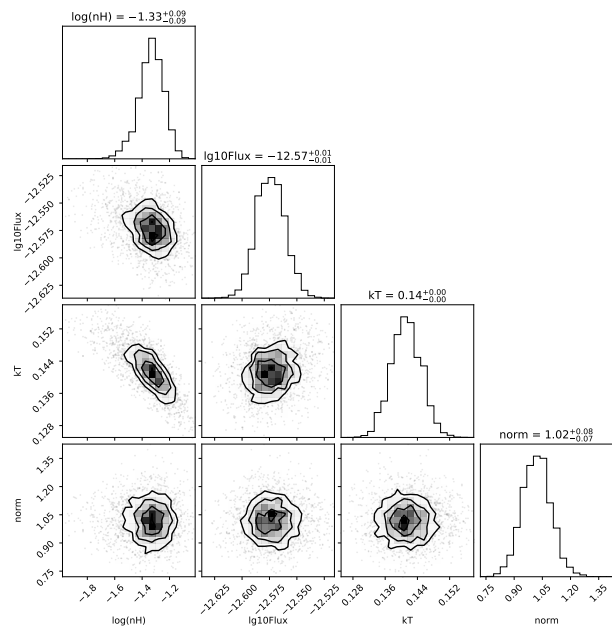 log(nH) = −1.33+0.09−0.09
lg10Flux = −12.57+0.01−0.01
−12.525
−12.550
−12.575
−12.600
−12.625
lg10Flux
kT = 0.14+0.00−0.00
0.152
0.144
0.136
0.128
kT
norm = 1.02+0.08−0.07
1.35
1.20
1.05
0.90
0.75
norm
−1.8 −1.6 −1.4 −1.2
log(nH)
−12.625 −12.600 −12.575 −12.550 −12.525
lg10Flux
0.128 0.136 0.144 0.152
kT
0.75 0.90 1.05 1.20 1.35
norm